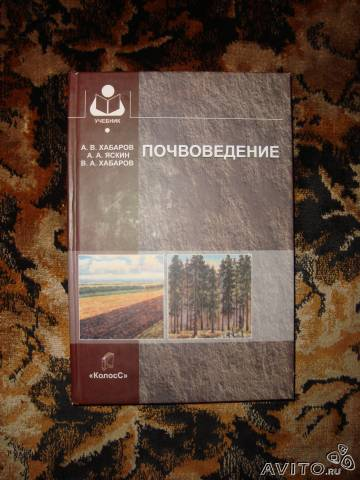 УЧЕБНИК
А. В. ХАБАРОВ
А. А. ЯСКИН
В. А. ХАБАРОВ
ПОЧВОВЕДЕНИЕ
«КолосС»
AVITO.ru